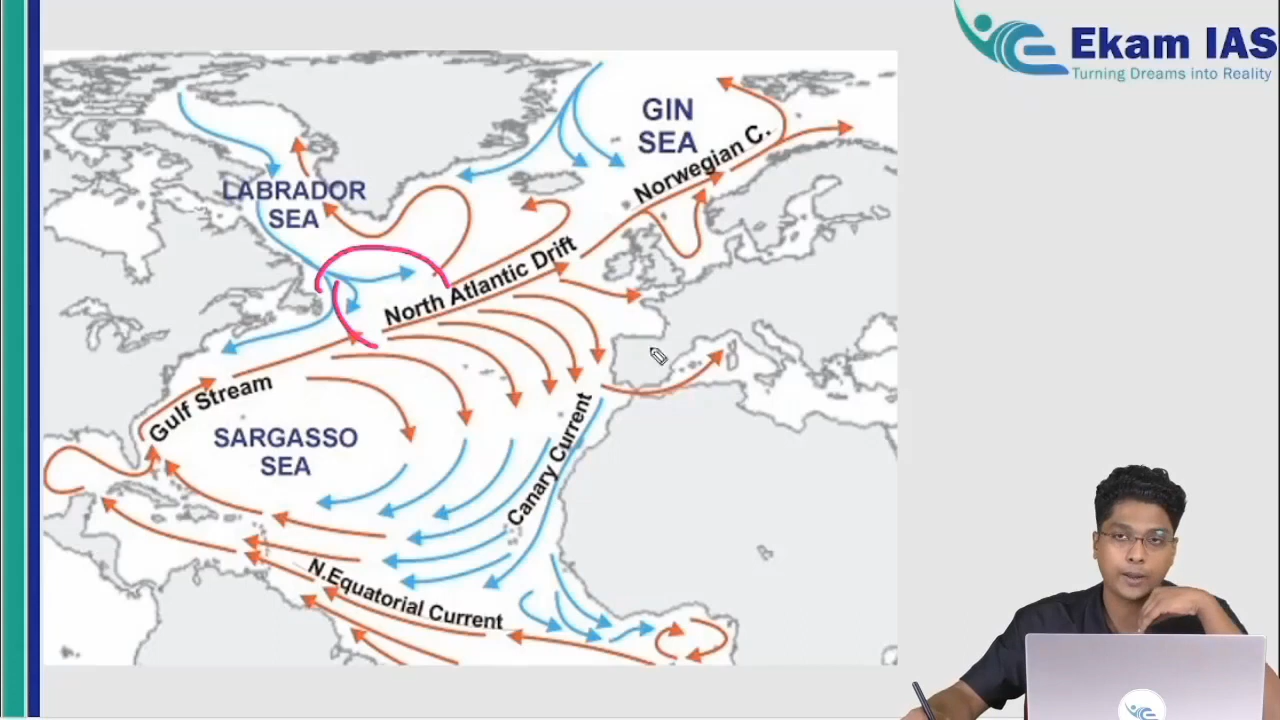 Ekam IAS
Turning Dreams into Reality
GIN
SEA
Norwegian C.
LABRADOR
SEA
North Atlantic Drift
Gulf Stream
SARGASSO
SEA
Canary Current
N.Equatorial Current